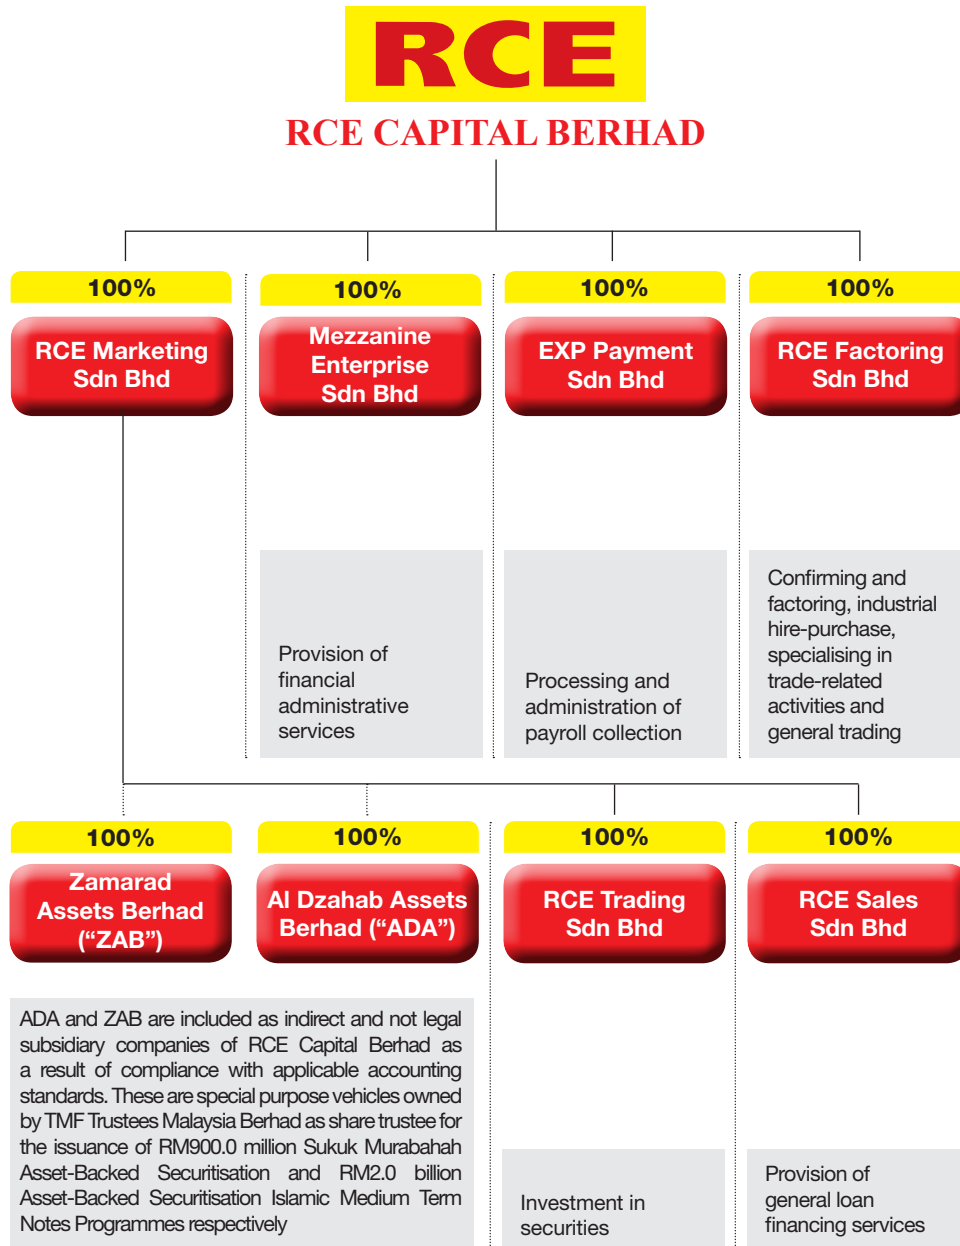 RCE
RCE CAPITAL BERHAD
100%
RCE Marketing
Sdn Bhd
100%
Mezzanine
Enterprise
Sdn Bhd
100%
EXP Payment
Sdn Bhd
100%
RCE Factoring
Sdn Bhd
Provision of
financial
administrative
services
Processing and
administration of
payroll collection
Confirming and
factoring, industrial
hire-purchase,
specialising in
trade-related
activities and
general trading
100%
Zamarad
Assets Berhad
(“ZAB”)
100%
Al Dzahab Assets
Berhad (“ADA”)
100%
RCE Trading
Sdn Bhd
100%
RCE Sales
Sdn Bhd
ADA and ZAB are included as indirect and not legal
subsidiary companies of RCE Capital Berhad as
a result of compliance with applicable accounting
standards. These are special purpose vehicles owned
by TMF Trustees Malaysia Berhad as share trustee for
the issuance of RM900.0 million Sukuk Murabahah
Asset-Backed Securitisation and RM2.0 billion
Asset-Backed Securitisation Islamic Medium Term
Notes Programmes respectively
Investment in
securities
Provision of
general loan
financing services